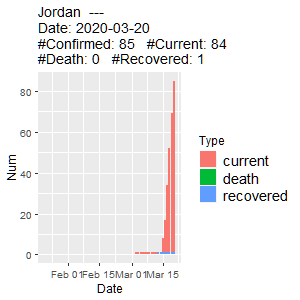 Jordan  ---
Date: 2020-03-20
#Confirmed: 85   #Current: 84
#Death: 0   #Recovered: 1
Num
80
60
40
20
0
Feb 01 Feb 15 Mar 01 Mar 15
Date
Type
current
death
recovered